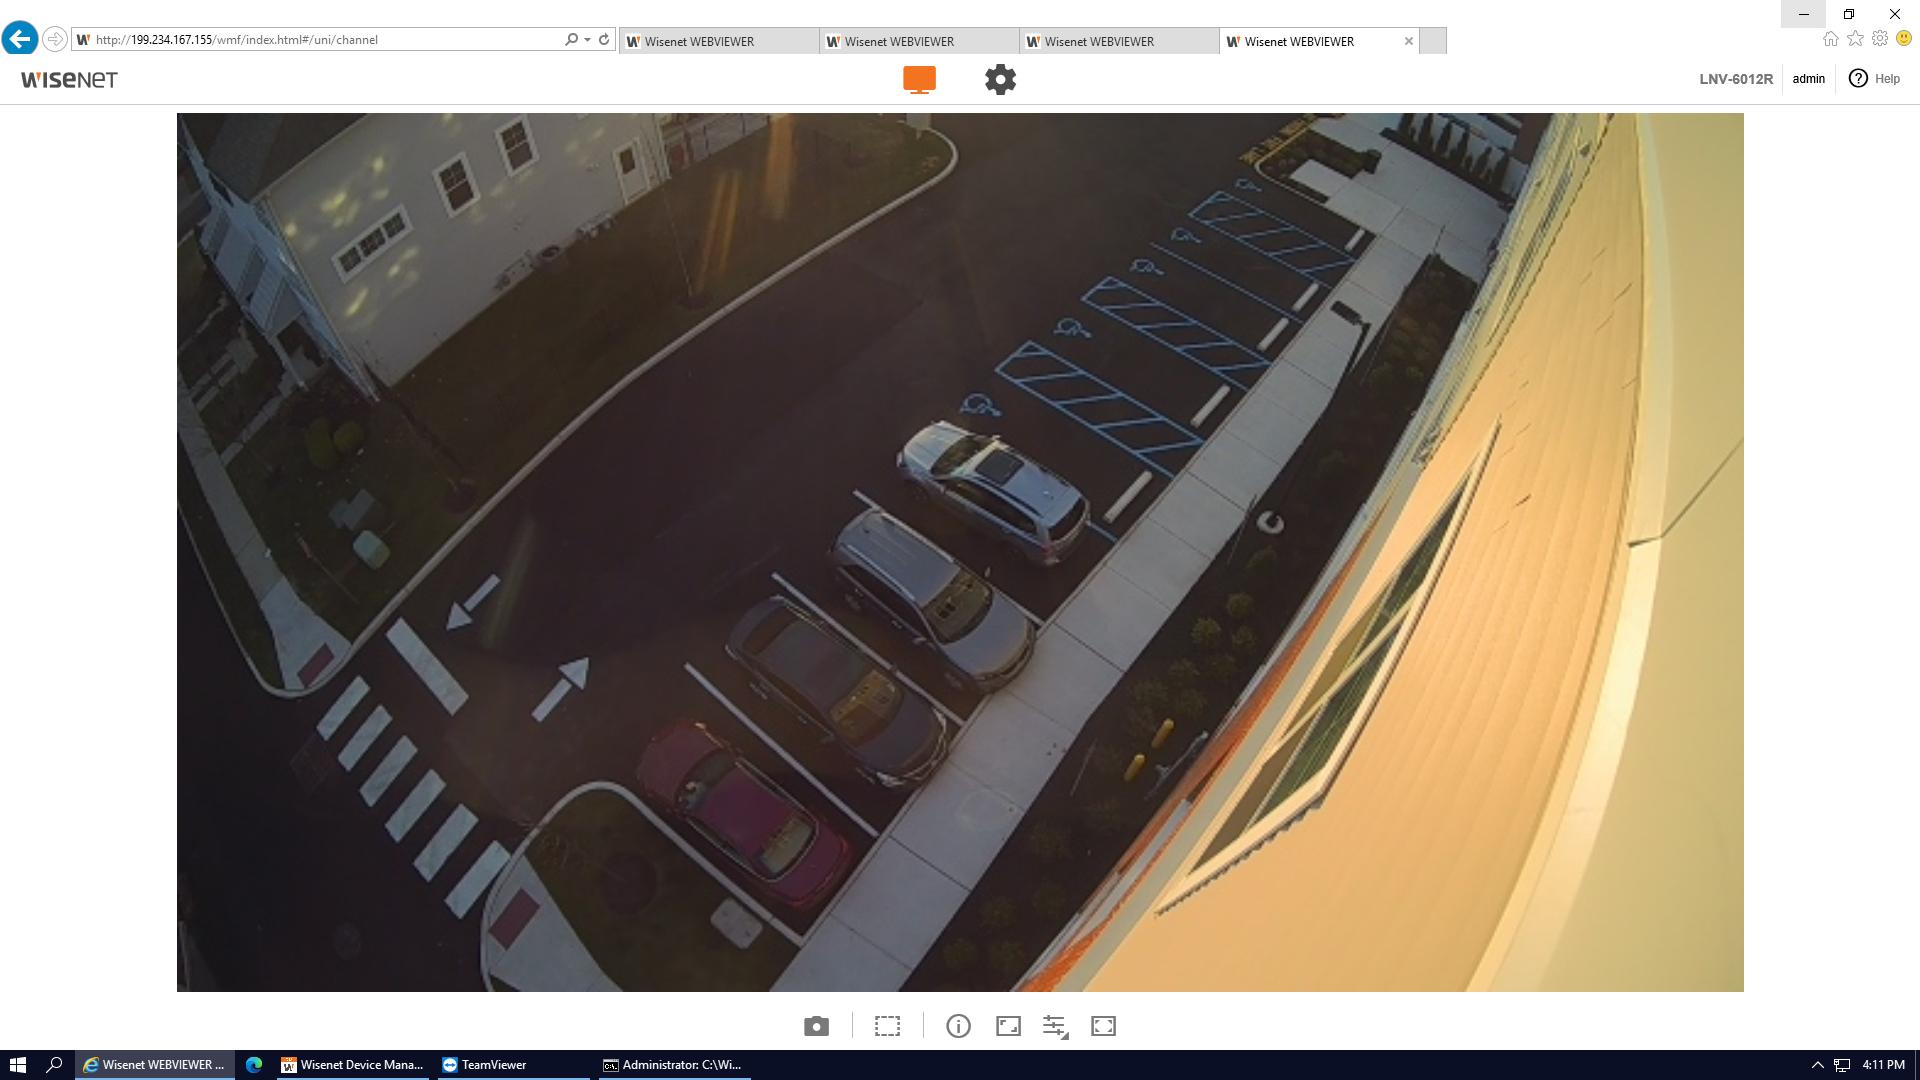 http://199.234.167.155/wmf/index.html#/uni/channel
Wisenet WEBVIEWER
Wisenet WEBVIEWER
Wisenet WEBVIEWER
Wisenet WEBVIEWER
WISENET
LNV-6012R
admin
Help
Wisenet WEBVIEWER ...
Wisenet Device Mana...
TeamViewer
Administrator: C:\Wi...
4:11 PM